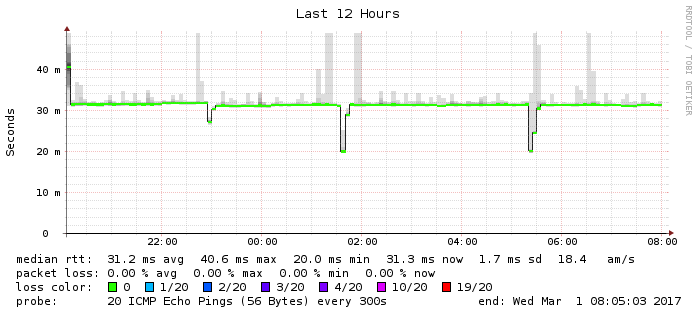 Last 12 Hours
RRDTOOL / TOBI OETIKER
Seconds
40 m
30 m
20 m
10 m
0
22:00 00:00 02:00 04:00 06:00 08:00
median rtt: 31.2 ms avg 40.6 ms max 20.0 ms min 31.3 ms now 1.7 ms sd 18.4 am/s
packet loss: 0.00 % avg 0.00 % max 0.00 % min 0.00 % now
loss color: 0 1/20 2/20 3/20 4/20 10/20 19/20
probe: 20 ICMP Echo Pings (56 Bytes) every 300s end: Wed Mar 1 08:05:03 2017